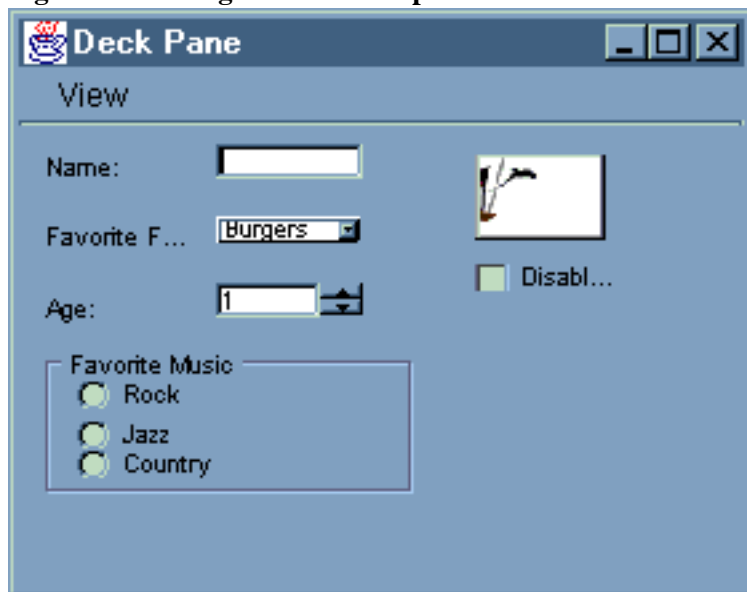 Deck Pane
View
Name:
Favorite F...
Burgers
Age:
1
Disabl...
Favorite Music
Rock
Jazz
Country